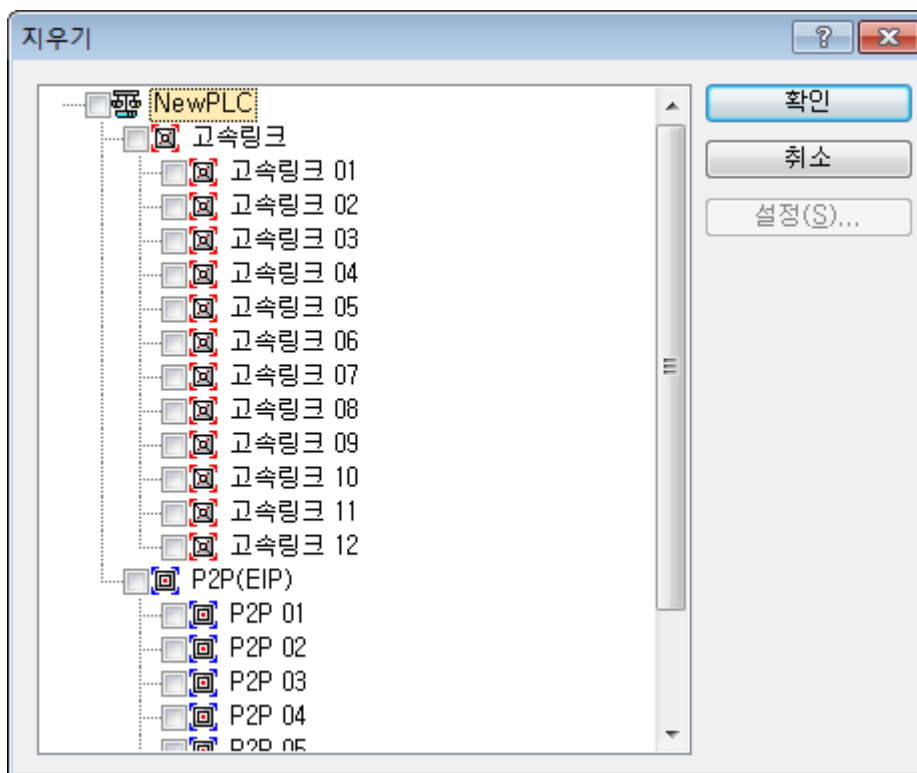 지우기
NewPLC
고속링크
고속링크 01
고속링크 02
고속링크 03
고속링크 04
고속링크 05
고속링크 06
고속링크 07
고속링크 08
고속링크 09
고속링크 10
고속링크 11
고속링크 12
P2P(EIP)
P2P 01
P2P 02
P2P 03
P2P 04
P2P 05
확인
취소
설정(S)...